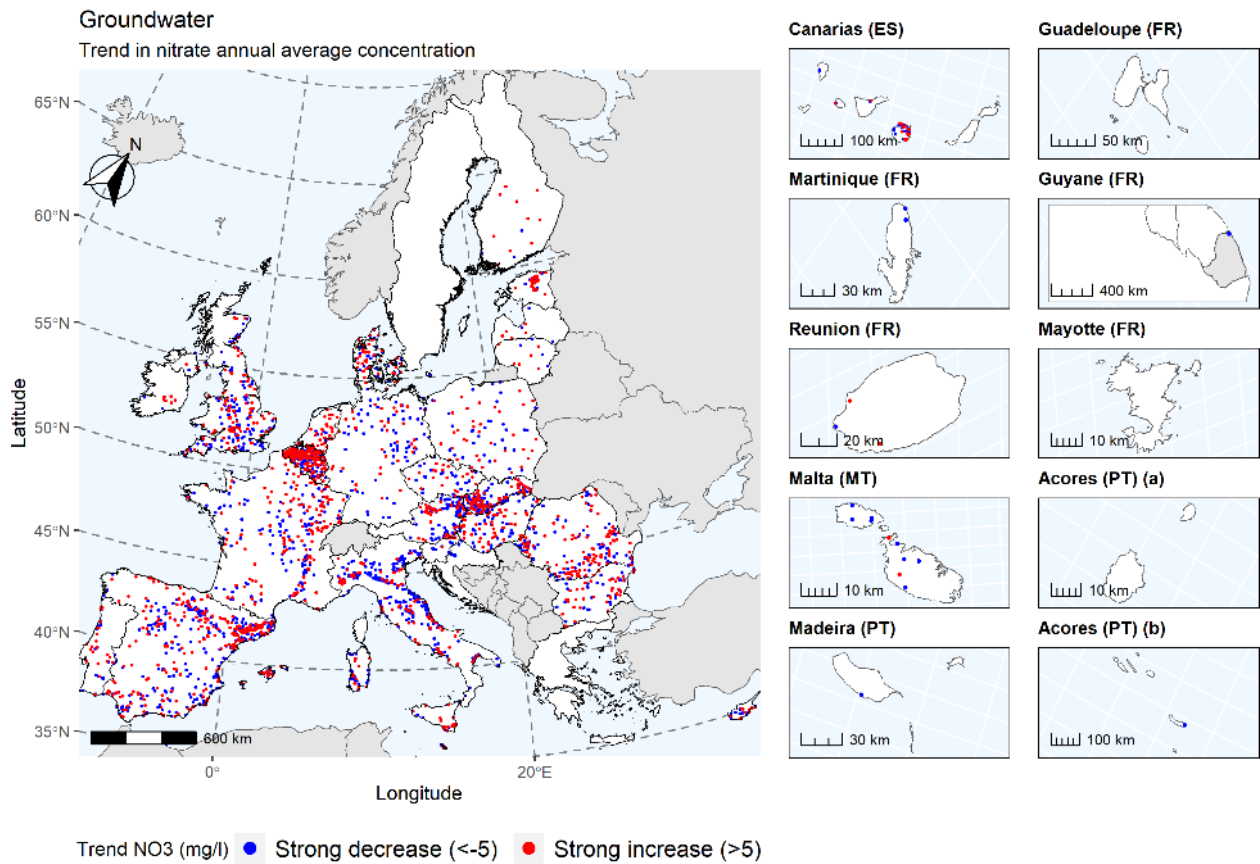 Groundwater
Trend in nitrate annual average concentration
65°N
60°N
55°N
50°N
45°N
40°N
35°N
Latitude
N
600 km
0°
20°E
Longitude
Canarias (ES)
100 km
Guadeloupe (FR)
50 km
Martinique (FR)
30 km
Guyane (FR)
400 km
Reunion (FR)
20 km
Mayotte (FR)
10 km
Malta (MT)
10 km
Acores (PT) (a)
10 km
Madeira (PT)
30 km
Acores (PT) (b)
100 km
Trend NO3 (mg/l) Strong decrease (<-5) Strong increase (>5)